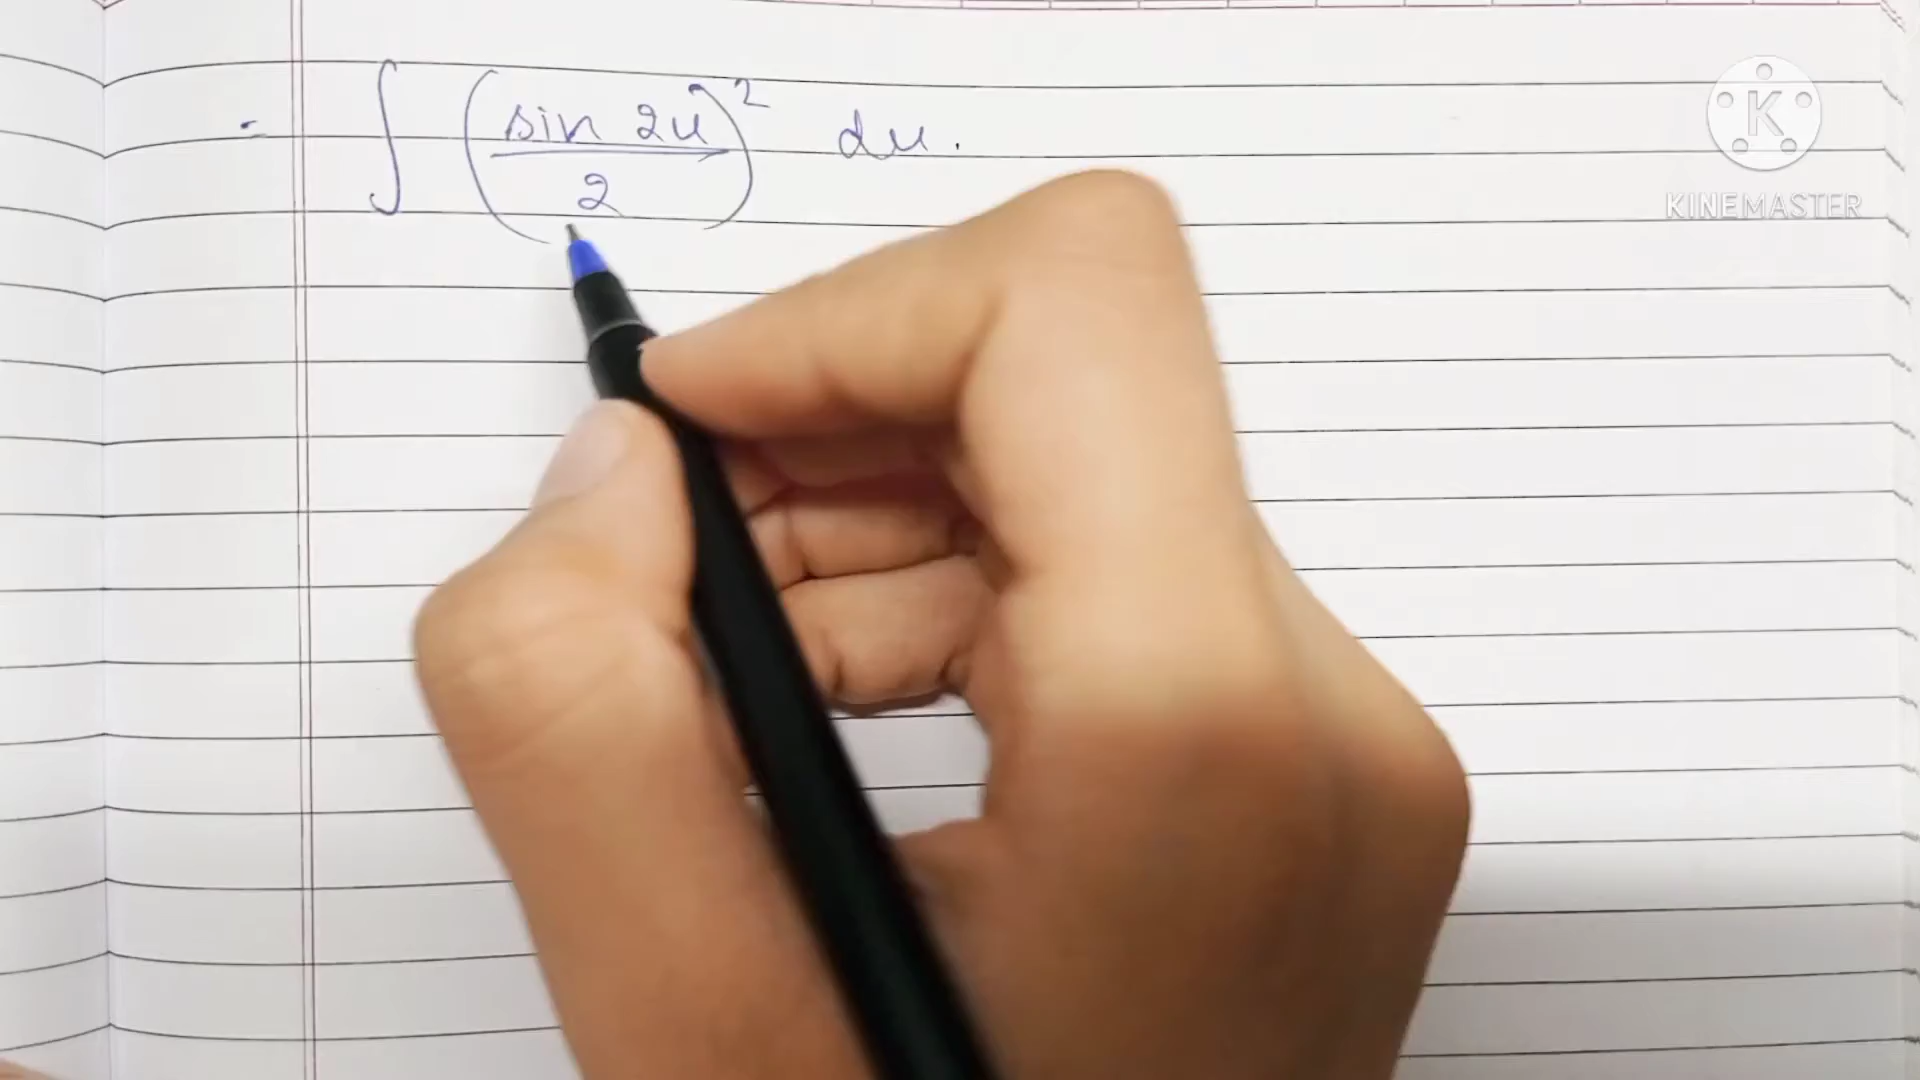 = ∫ (sin 2u / 2)² du.
K
KINEMASTER